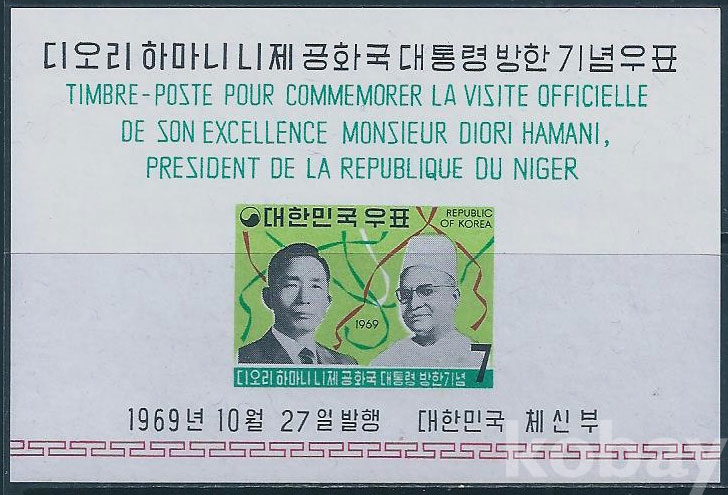 디오리 하마니 니제 공화국 대통령 방한 기념우표
TIMBRE-POSTE POUR COMMEMORER LA VISITE OFFICIELLE
DE SON EXCELLENCE MONSIEUR DIORI HAMANI,
PRESIDENT DE LA REPUBLIQUE DU NIGER
대한민국우표
REPUBLIC
OF KOREA
1969
7
디오리 하마니 니제 공화국 대통령 방한기념
1969년 10월 27일 발행 대한민국 체신부
kobay